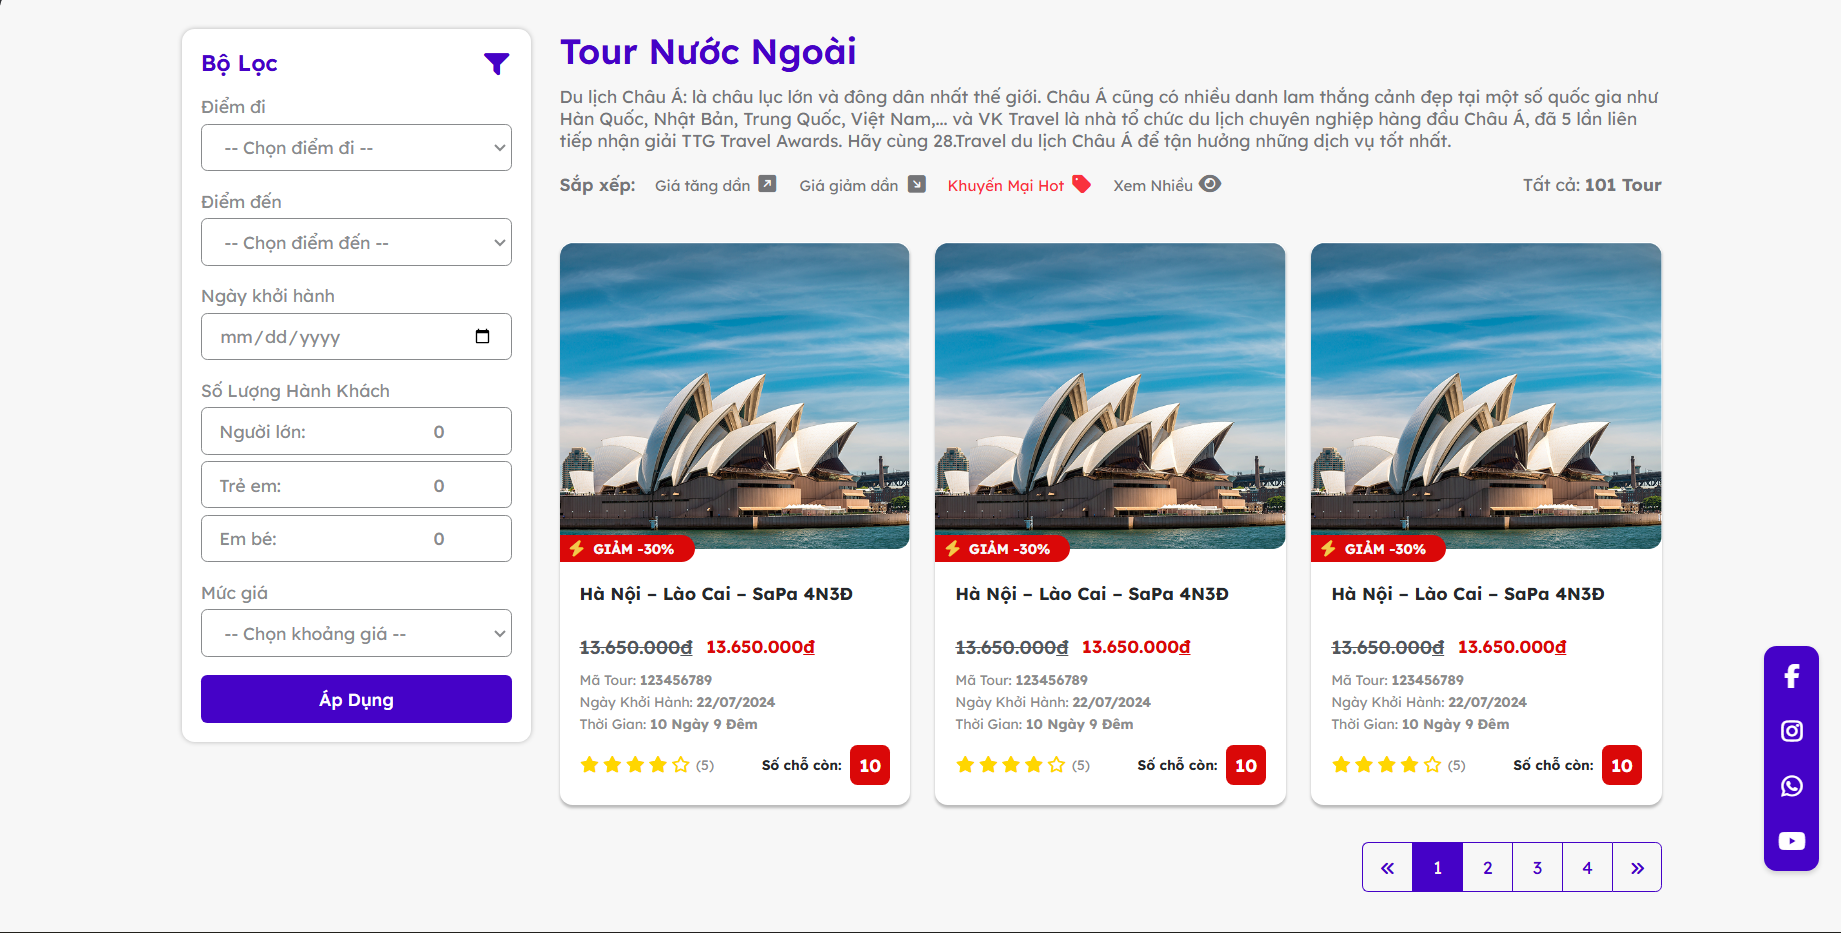 Bộ Lọc
Điểm đi
-- Chọn điểm đi --
Điểm đến
-- Chọn điểm đến --
Ngày khởi hành
mm/dd/yyyy
Số Lượng Hành Khách
Người lớn: 0
Trẻ em: 0
Em bé: 0
Mức giá
-- Chọn khoảng giá --
Áp Dụng
Tour Nước Ngoài
Du lịch Châu Á: là châu lục lớn và đông dân nhất thế giới. Châu Á cũng có nhiều danh lam thắng cảnh đẹp tại một số quốc gia như
Hàn Quốc, Nhật Bản, Trung Quốc, Việt Nam,... và VK Travel là nhà tổ chức du lịch chuyên nghiệp hàng đầu Châu Á, đã 5 lần liên
tiếp nhận giải TTG Travel Awards. Hãy cùng 28.Travel du lịch Châu Á để tận hưởng những dịch vụ tốt nhất.
Sắp xếp: Giá tăng dần Giá giảm dần Khuyến Mại Hot Xem Nhiều Tất cả: 101 Tour
GIẢM -30%
Hà Nội – Lào Cai – SaPa 4N3Đ
13.650.000đ 13.650.000đ
Mã Tour: 123456789
Ngày Khởi Hành: 22/07/2024
Thời Gian: 10 Ngày 9 Đêm
(5) Số chỗ còn: 10
GIẢM -30%
Hà Nội – Lào Cai – SaPa 4N3Đ
13.650.000đ 13.650.000đ
Mã Tour: 123456789
Ngày Khởi Hành: 22/07/2024
Thời Gian: 10 Ngày 9 Đêm
(5) Số chỗ còn: 10
GIẢM -30%
Hà Nội – Lào Cai – SaPa 4N3Đ
13.650.000đ 13.650.000đ
Mã Tour: 123456789
Ngày Khởi Hành: 22/07/2024
Thời Gian: 10 Ngày 9 Đêm
(5) Số chỗ còn: 10
« 1 2 3 4 »